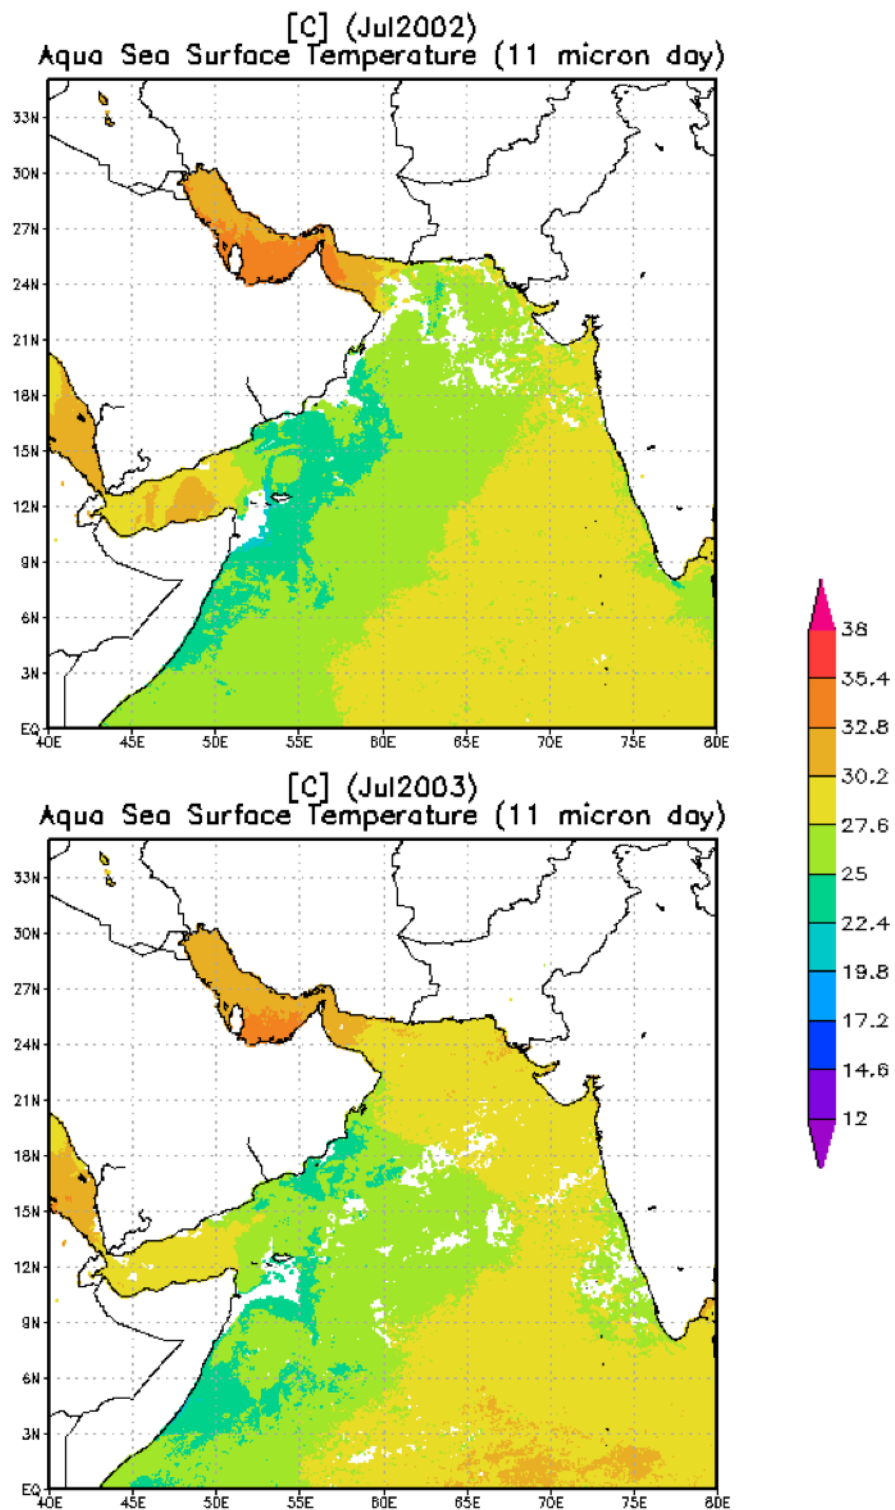 [C] (Jul2002)
Aqua Sea Surface Temperature (11 micron day)
33N
30N
27N
24N
21N
18N
15N
12N
9N
6N
3N
EQ
40E 45E 50E 55E 60E 65E 70E 75E 80E
[C] (Jul2003)
Aqua Sea Surface Temperature (11 micron day)
33N
30N
27N
24N
21N
18N
15N
12N
9N
6N
3N
EQ
40E 45E 50E 55E 60E 65E 70E 75E 80E
38
35.4
32.8
30.2
27.6
25
22.4
19.8
17.2
14.6
12